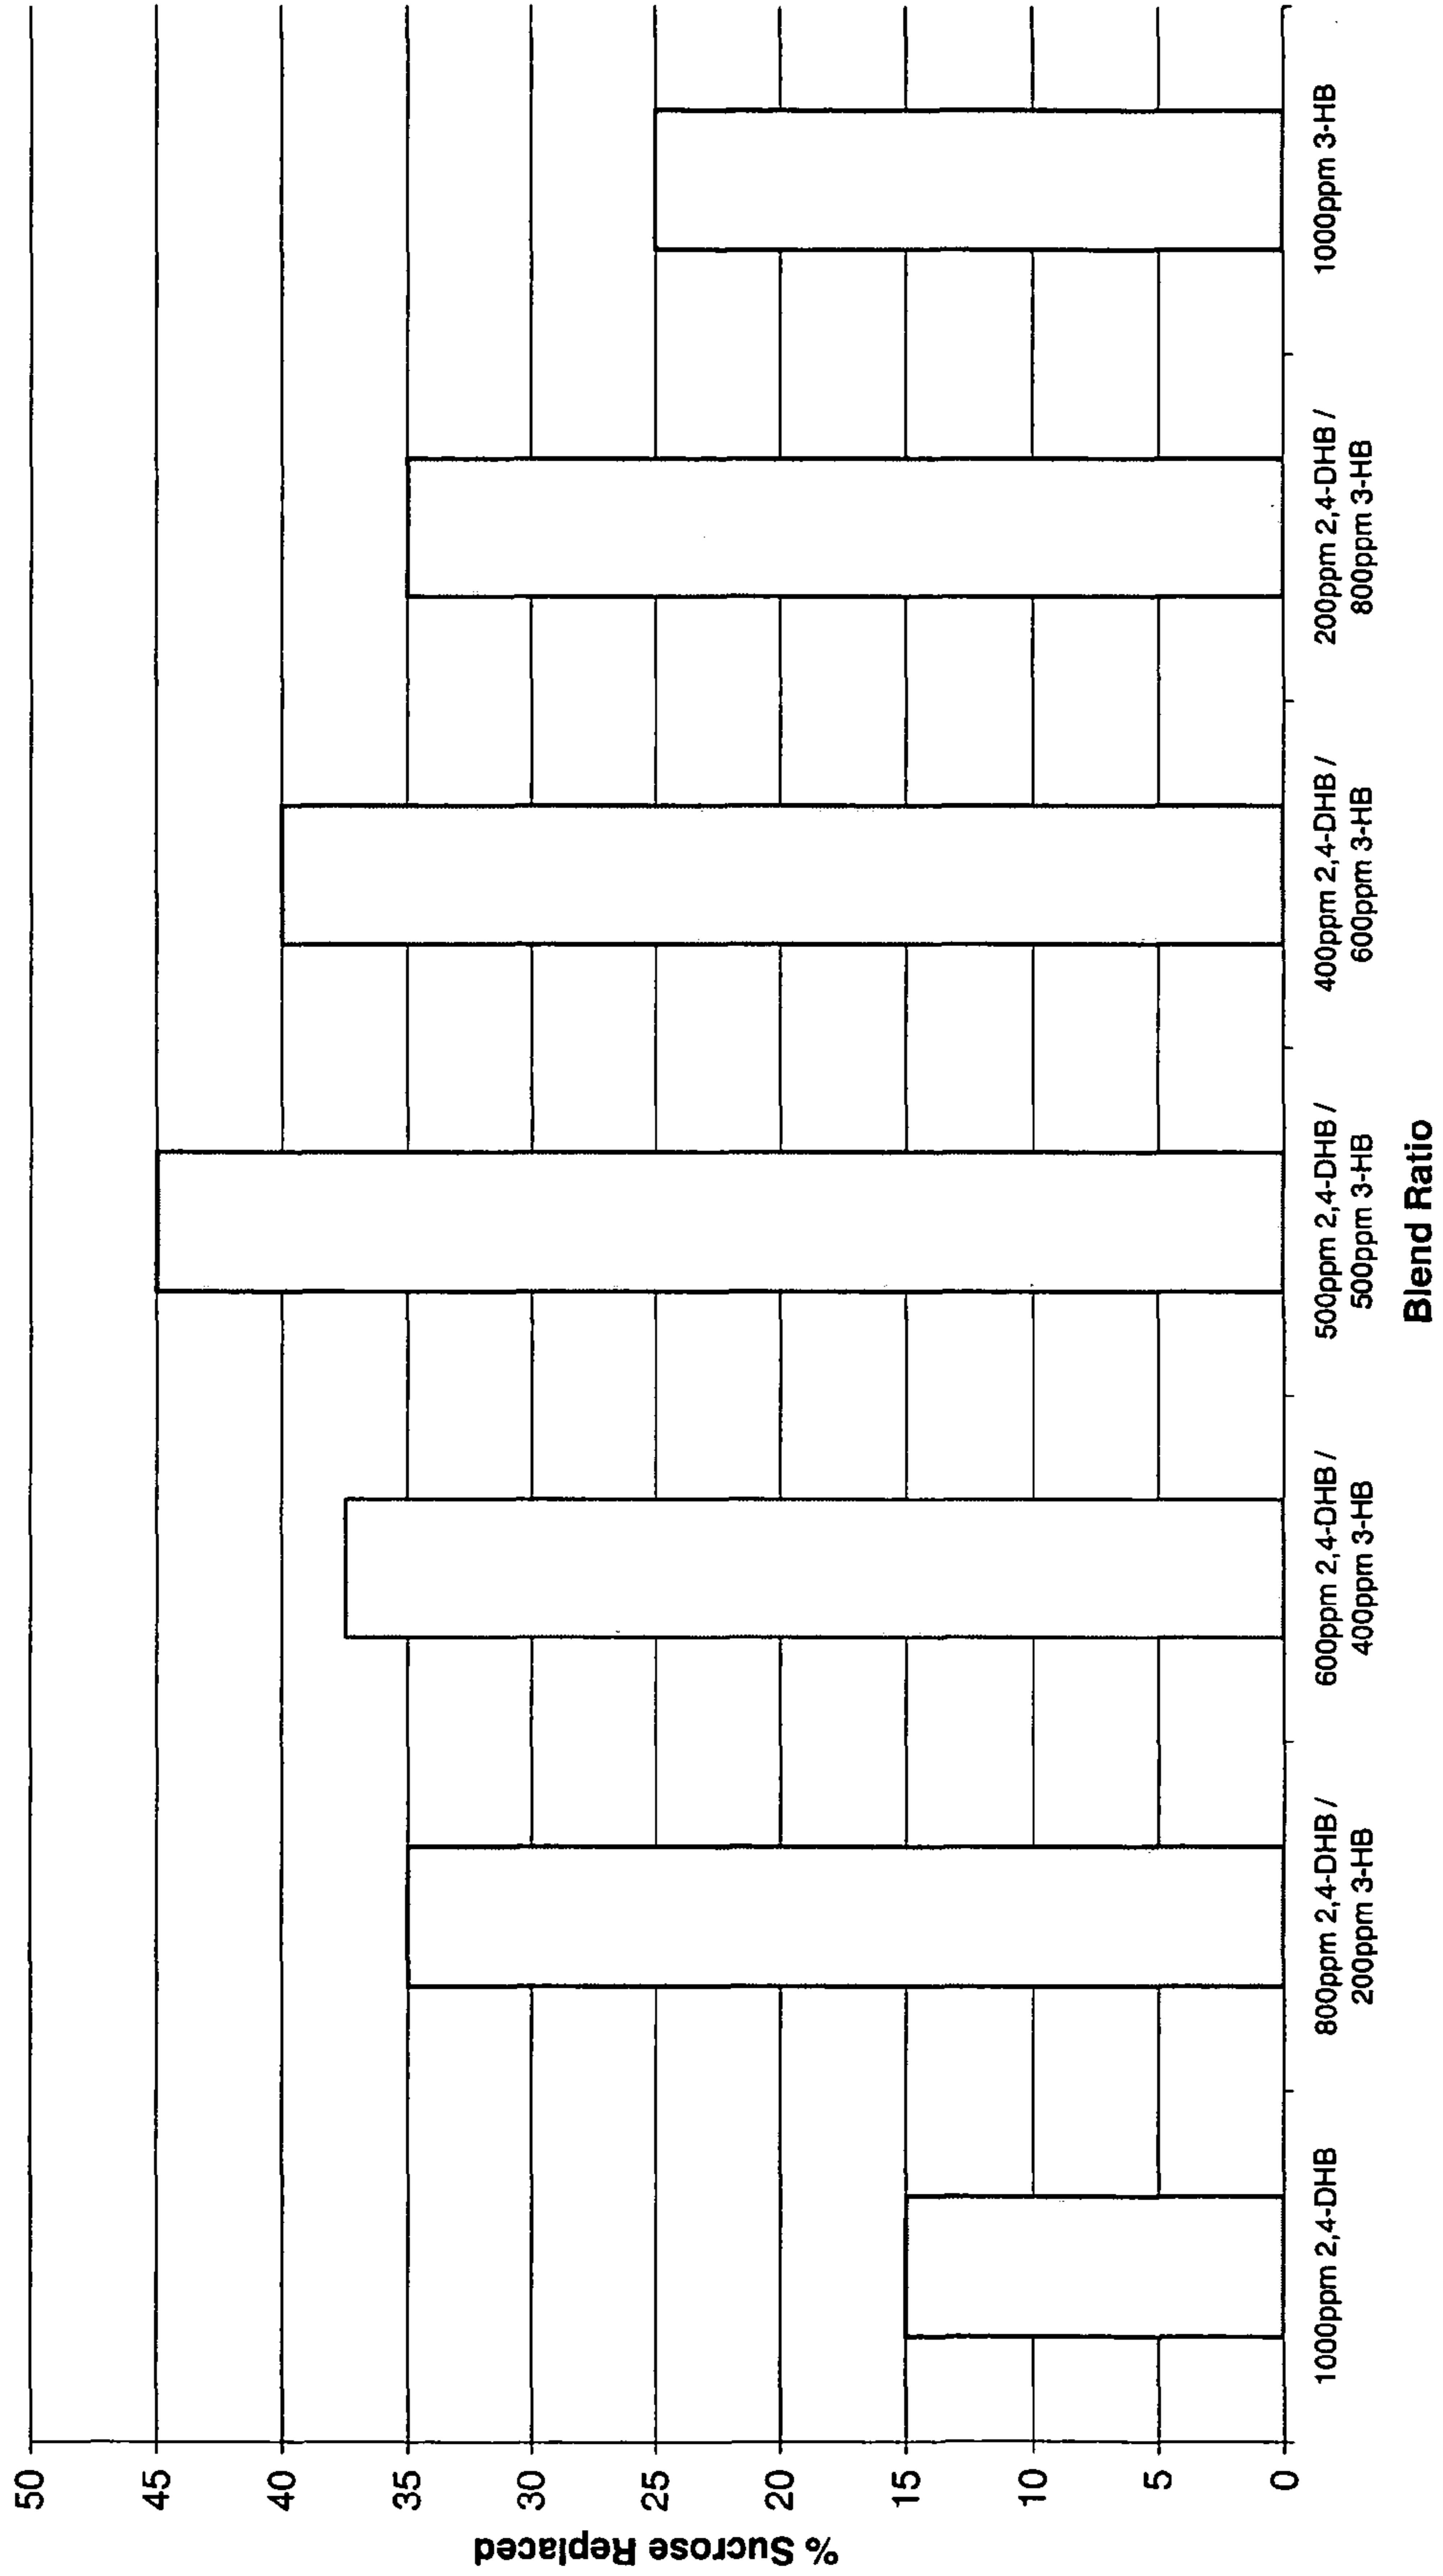 % Sucrose Replaced
50
45
40
35
30
25
20
15
10
5
0
1000ppm 2,4-DHB
800ppm 2,4-DHB /
200ppm 3-HB
600ppm 2,4-DHB /
400ppm 3-HB
500ppm 2,4-DHB /
500ppm 3-HB
400ppm 2,4-DHB /
600ppm 3-HB
200ppm 2,4-DHB /
800ppm 3-HB
1000ppm 3-HB
Blend Ratio